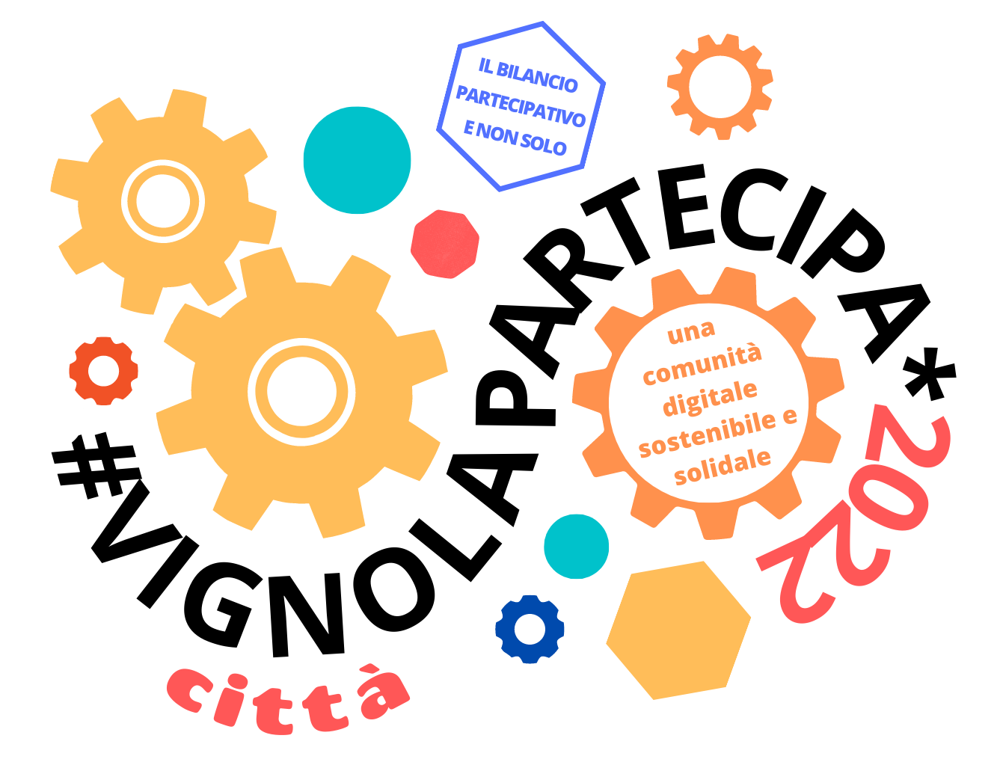 IL BILANCIO
PARTECIPATIVO
E NON SOLO
#VIGNOLAPARTECIPA*2022
una
comunità
digitale
sostenibile e
solidale
città